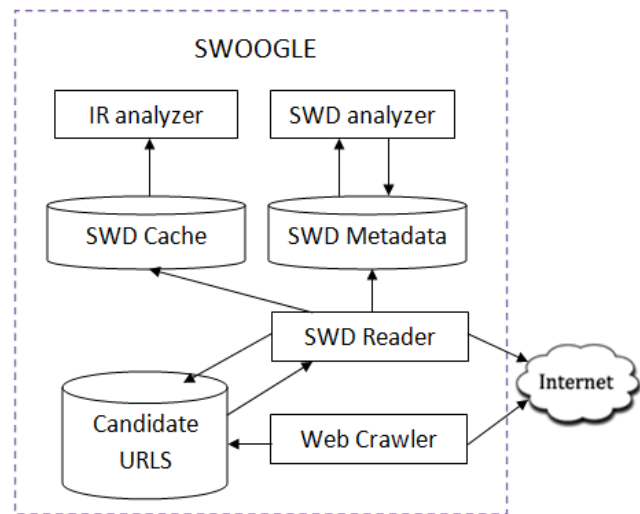 SWOOGLE
IR analyzer
SWD analyzer
SWD Cache
SWD Metadata
SWD Reader
Internet
Candidate
URLS
Web Crawler